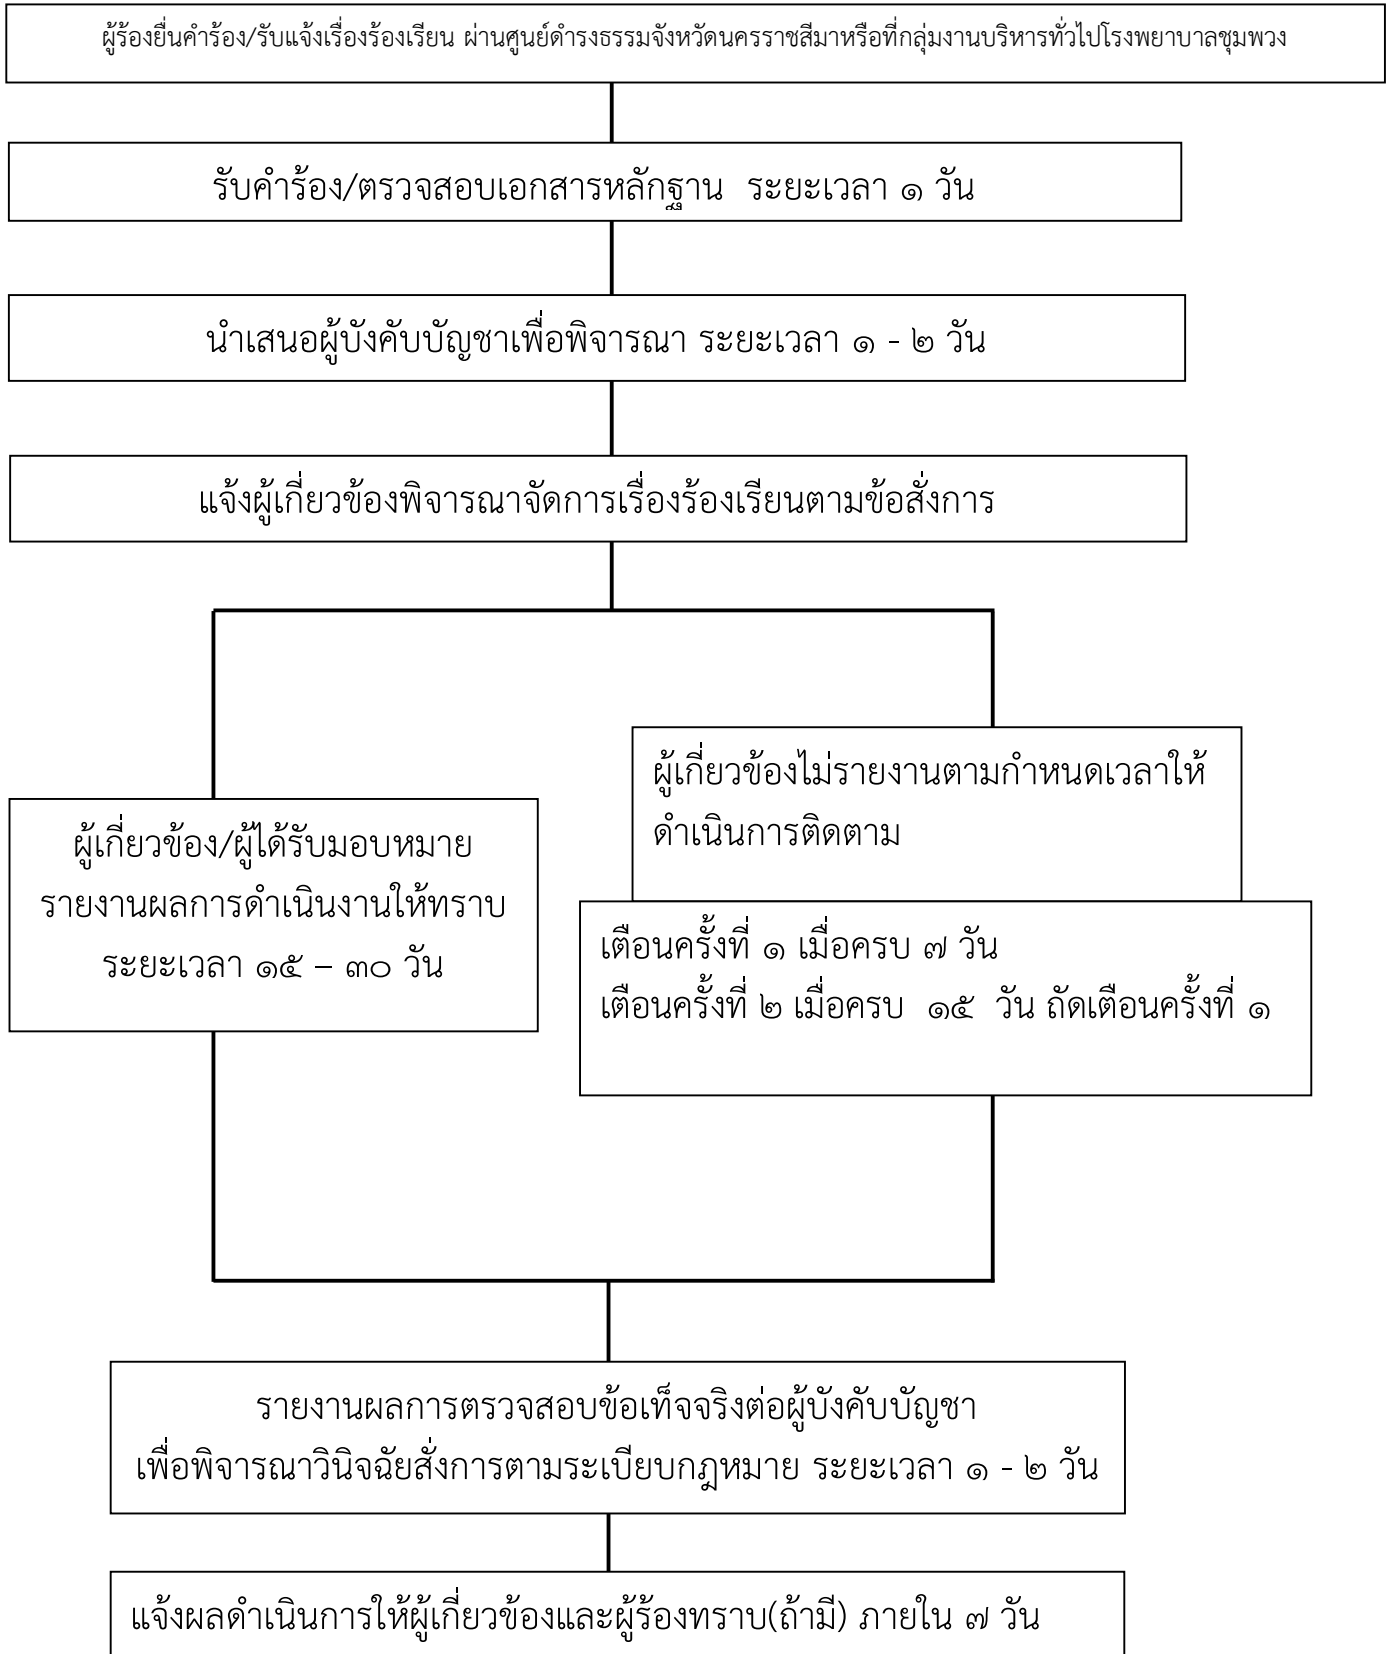 ผู้ร้องยื่นคำร้อง/รับแจ้งเรื่องร้องเรียน ผ่านศูนย์ดำรงธรรมจังหวัดนครราชสีมาหรือที่กลุ่มงานบริหารทั่วไปโรงพยาบาลชุมพวง
รับคำร้อง/ตรวจสอบเอกสารหลักฐาน ระยะเวลา ๑ วัน
นำเสนอผู้บังคับบัญชาเพื่อพิจารณา ระยะเวลา ๑ - ๒ วัน
แจ้งผู้เกี่ยวข้องพิจารณาจัดการเรื่องร้องเรียนตามข้อสั่งการ
ผู้เกี่ยวข้อง/ผู้ได้รับมอบหมาย
รายงานผลการดำเนินงานให้ทราบ
ระยะเวลา ๑๕ – ๓๐ วัน
ผู้เกี่ยวข้องไม่รายงานตามกำหนดเวลาให้
ดำเนินการติดตาม
เตือนครั้งที่ ๑ เมื่อครบ ๗ วัน
เตือนครั้งที่ ๒ เมื่อครบ ๑๕ วัน ถัดเตือนครั้งที่ ๑
รายงานผลการตรวจสอบข้อเท็จจริงต่อผู้บังคับบัญชา
เพื่อพิจารณาวินิจฉัยสั่งการตามระเบียบกฎหมาย ระยะเวลา ๑ - ๒ วัน
แจ้งผลดำเนินการให้ผู้เกี่ยวข้องและผู้ร้องทราบ(ถ้ามี) ภายใน ๗ วัน